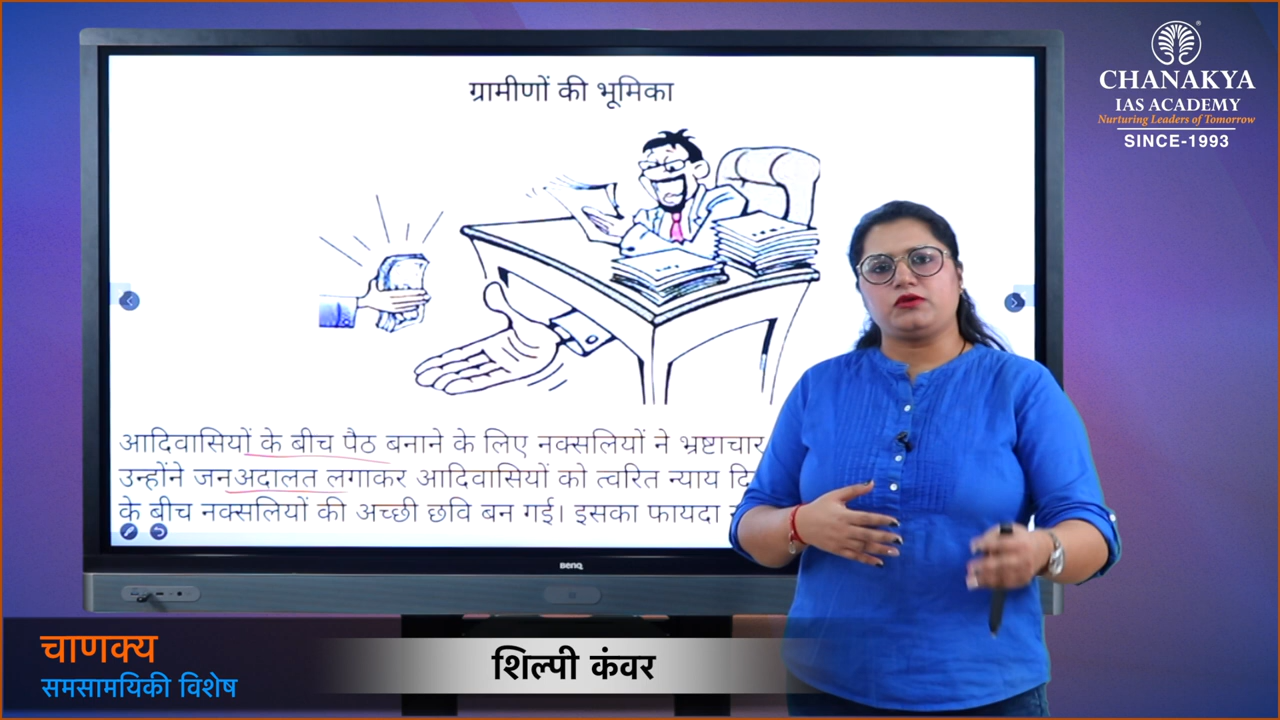 ग्रामीणों की भूमिका
आदिवासियों के बीच पैठ बनाने के लिए नक्सलियों ने भ्रष्टाचार
उन्होंने जनअदालत लगाकर आदिवासियों को त्वरित न्याय
के बीच नक्सलियों की अच्छी छवि बन गई। इसका फायदा
BenQ
CHANAKYA
IAS ACADEMY
Nurturing Leaders of Tomorrow
SINCE-1993
चाणक्य
समसामयिकी विशेष
शिल्पी कंवर